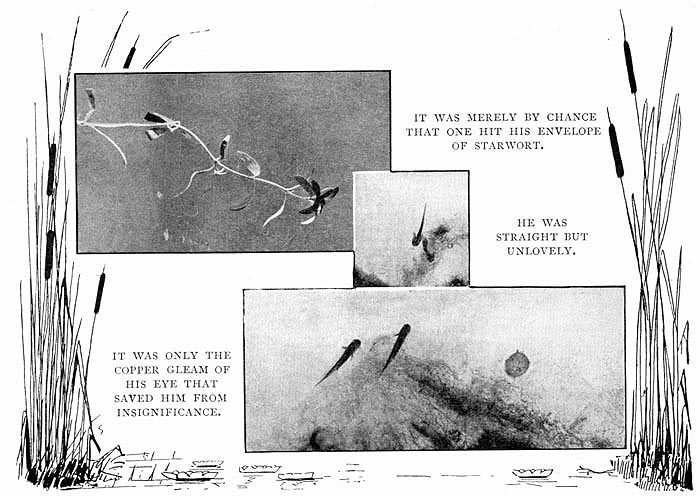 IT WAS MERELY BY CHANCE
THAT ONE HIT HIS ENVELOPE
OF STARWORT.
HE WAS
STRAIGHT BUT
UNLOVELY.
IT WAS ONLY THE
COPPER GLEAM OF
HIS EYE THAT
SAVED HIM FROM
INSIGNIFICANCE.